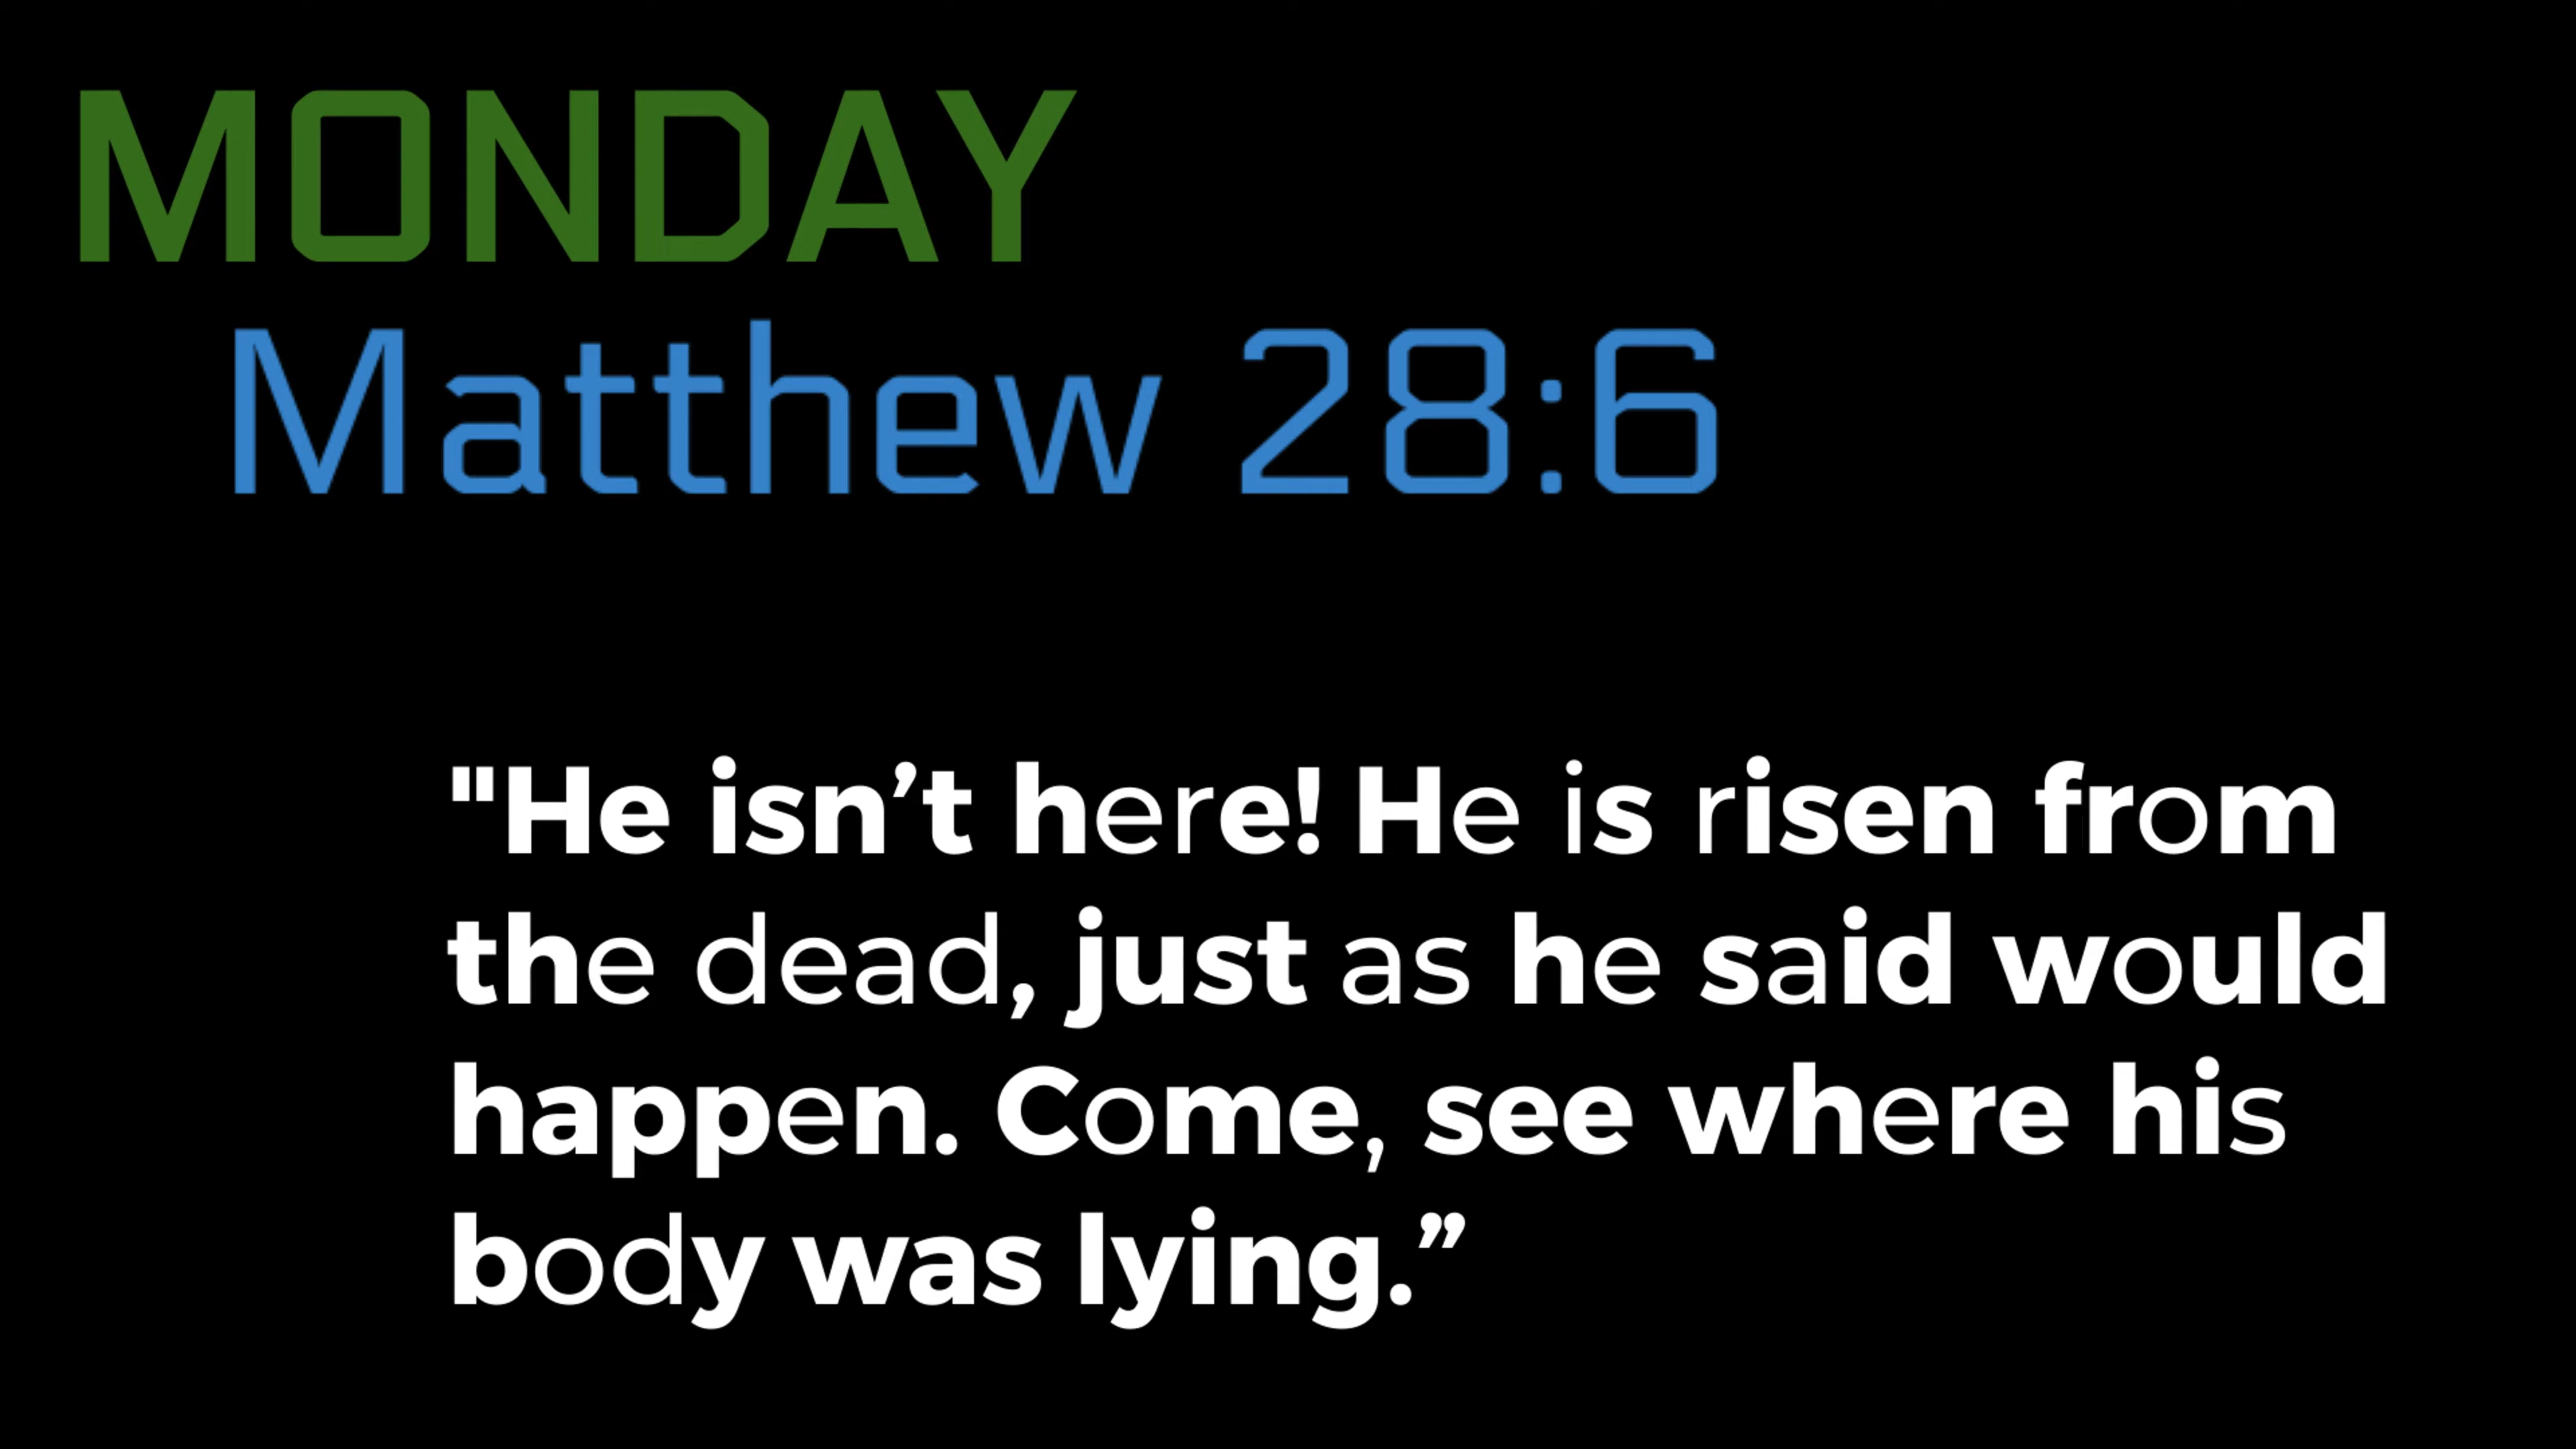 MONDAY
Matthew 28:6
"He isn’t here! He is risen from
the dead, just as he said would
happen. Come, see where his
body was lying.”